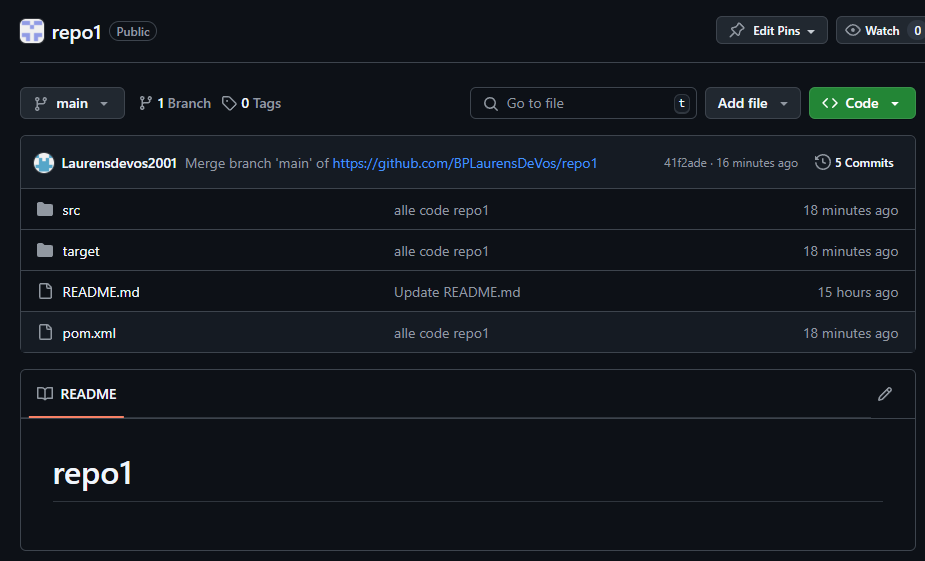 repo1 Public Edit Pins Watch 0
main 1 Branch 0 Tags Go to file t Add file Code
Laurensdevos2001 Merge branch 'main' of https://github.com/BPLaurensDeVos/repo1 41f2ade · 16 minutes ago 5 Commits
src alle code repo1 18 minutes ago
target alle code repo1 18 minutes ago
README.md Update README.md 15 hours ago
pom.xml alle code repo1 18 minutes ago
README
repo1